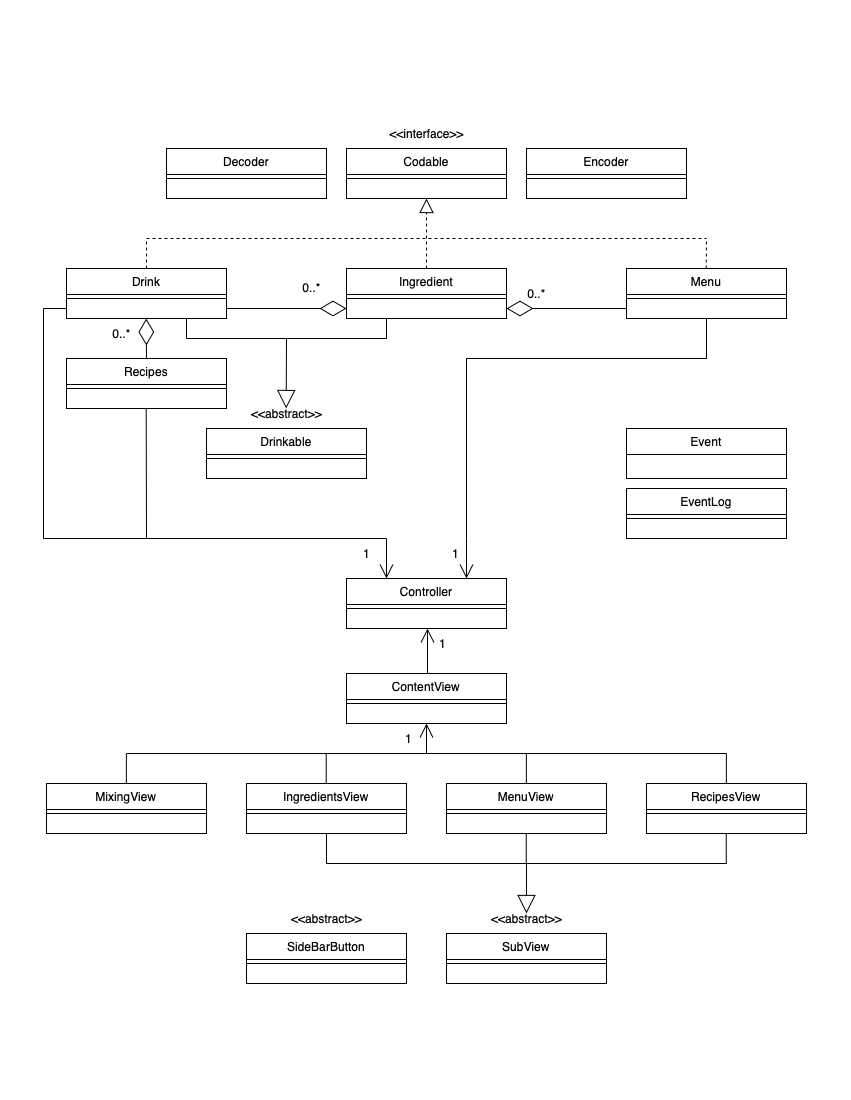 <<interface>>
Decoder
Codable
Encoder
Drink
0..*
Ingredient
0..*
Menu
0..*
Recipes
<<abstract>>
Drinkable
Event
EventLog
1
1
Controller
1
ContentView
1
MixingView
IngredientsView
MenuView
RecipesView
<<abstract>>
<<abstract>>
SideBarButton
SubView